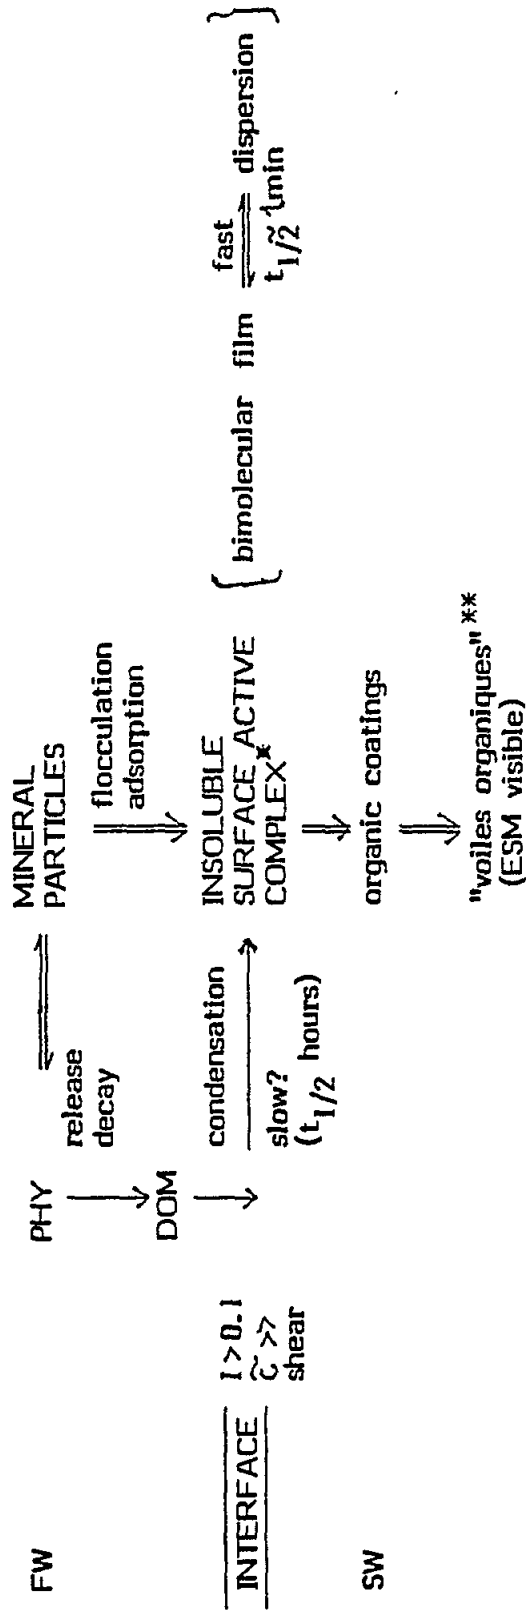 FW
PHY
MINERAL
PARTICLES
release
decay
flocculation
adsorption
DOM
INTERFACE
I > 0.1
C̃ >>
shear
condensation
slow?
(t1/2 hours)
INSOLUBLE
SURFACE ACTIVE
COMPLEX*
{ bimolecular film
fast
t1/2 ~ 1min
dispersion }
SW
organic coatings
"voiles organiques"**
(ESM visible)